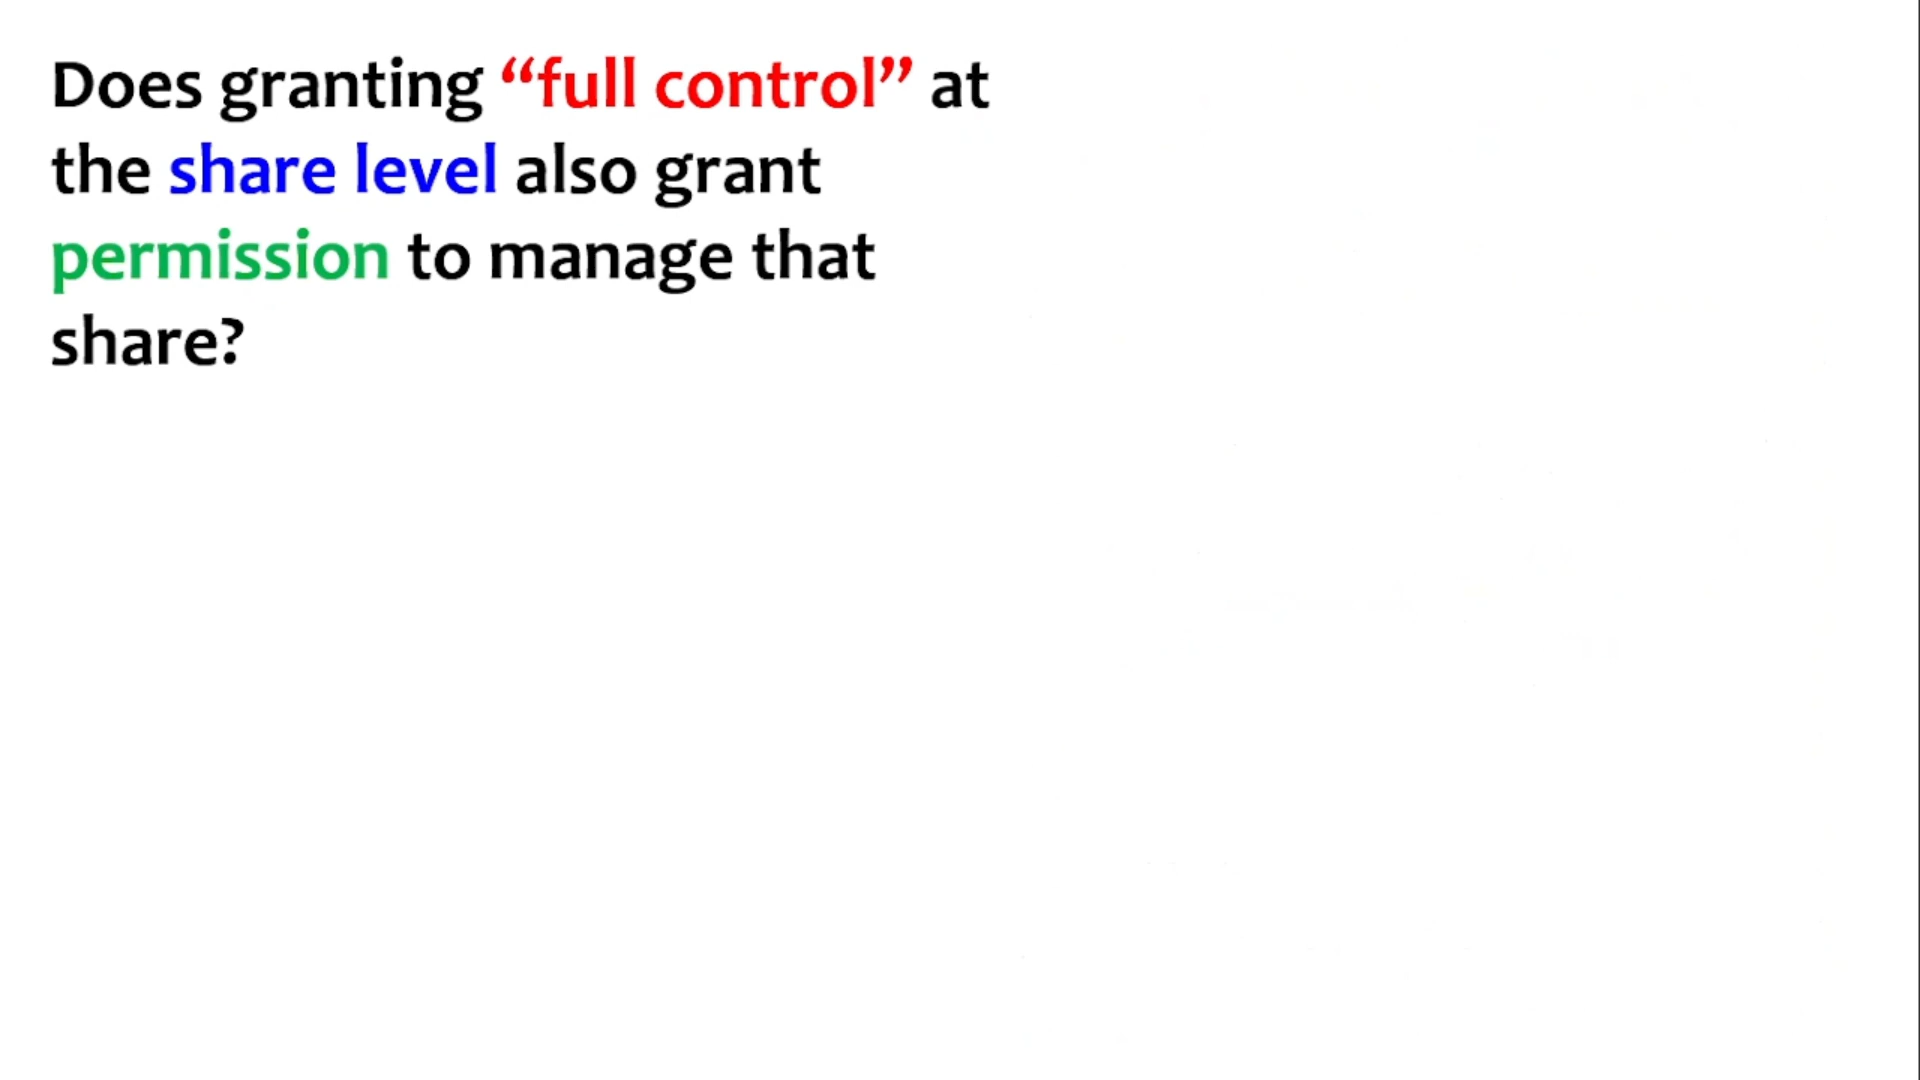 Does granting “full control” at
the share level also grant
permission to manage that
share?